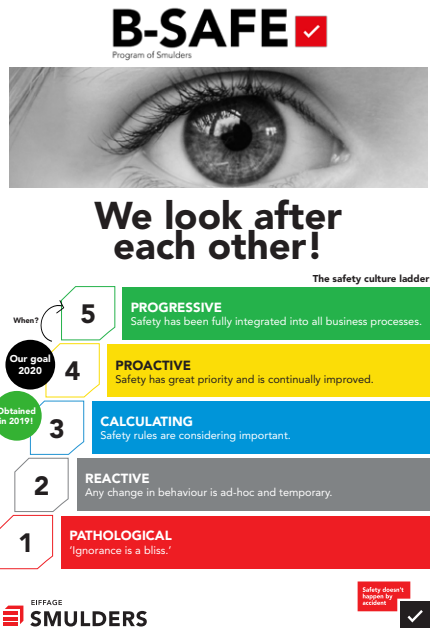 B-SAFE
Program of Smulders
We look after
each other!
The safety culture ladder
When?
5
PROGRESSIVE
Safety has been fully integrated into all business processes.
Our goal
2020
4
PROACTIVE
Safety has great priority and is continually improved.
Obtained
in 2019!
3
CALCULATING
Safety rules are considering important.
2
REACTIVE
Any change in behaviour is ad-hoc and temporary.
1
PATHOLOGICAL
'Ignorance is a bliss.'
Safety doesn't
happen by
accident
EIFFAGE
SMULDERS